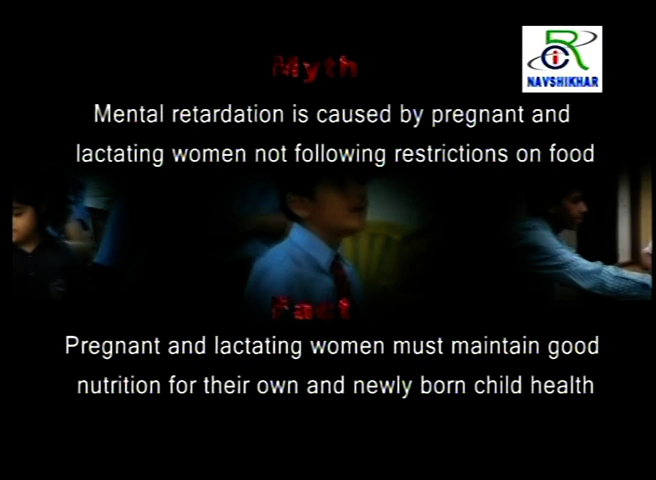 Myth
NAVSHIKHAR
Mental retardation is caused by pregnant and
lactating women not following restrictions on food
Fact
Pregnant and lactating women must maintain good
nutrition for their own and newly born child health